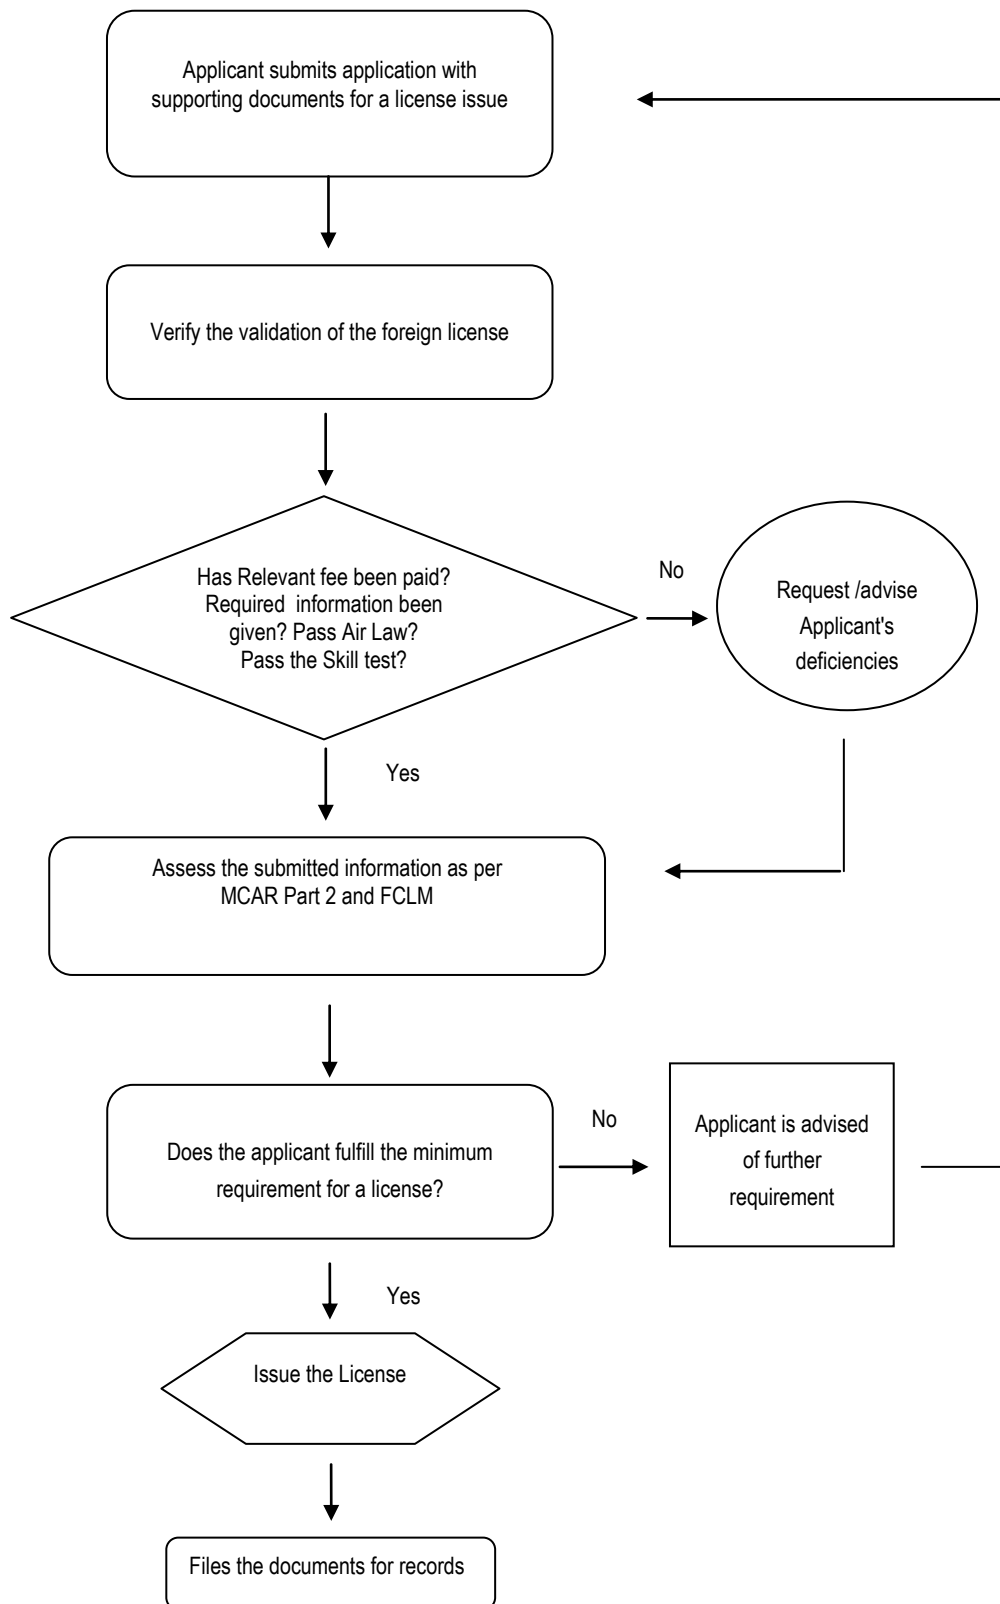 Applicant submits application with
supporting documents for a license issue
Verify the validation of the foreign license
Has Relevant fee been paid?
Required information been
given? Pass Air Law?
Pass the Skill test?
No
Request /advise
Applicant's
deficiencies
Yes
Assess the submitted information as per
MCAR Part 2 and FCLM
Does the applicant fulfill the minimum
requirement for a license?
No
Applicant is advised
of further
requirement
Yes
Issue the License
Files the documents for records